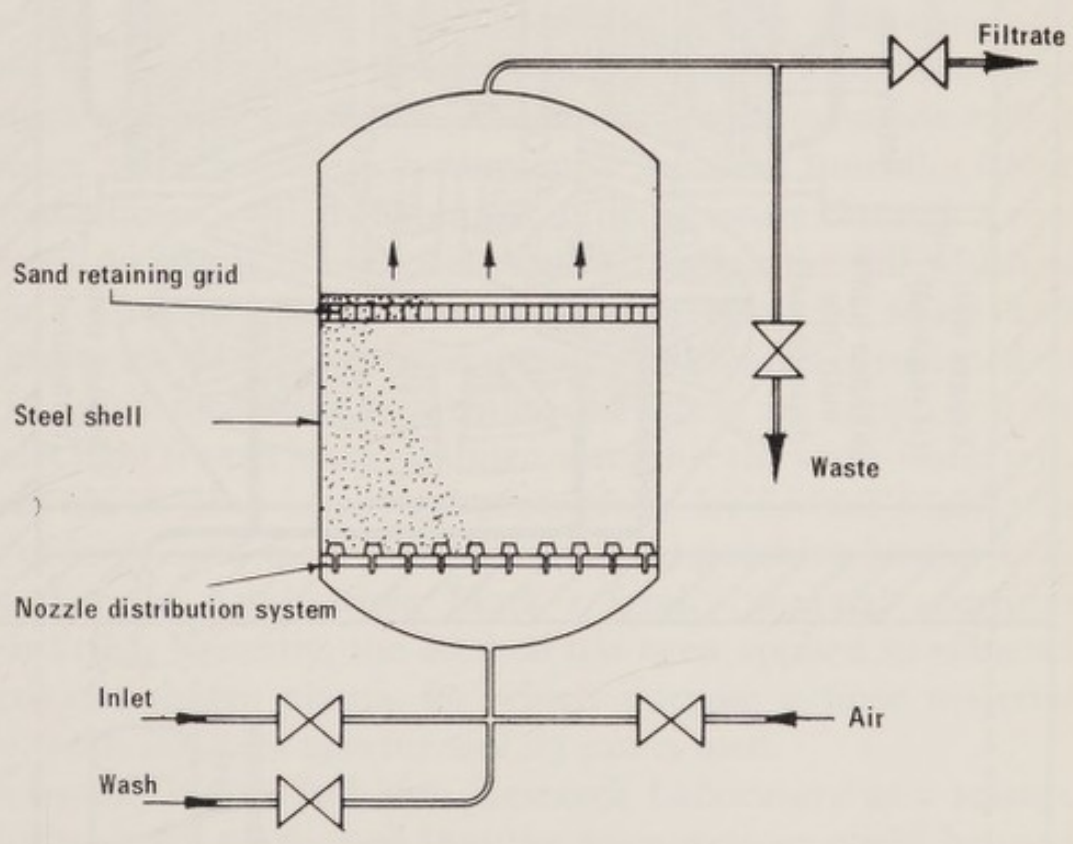 Filtrate
Sand retaining grid
Steel shell
Waste
Nozzle distribution system
Inlet
Air
Wash